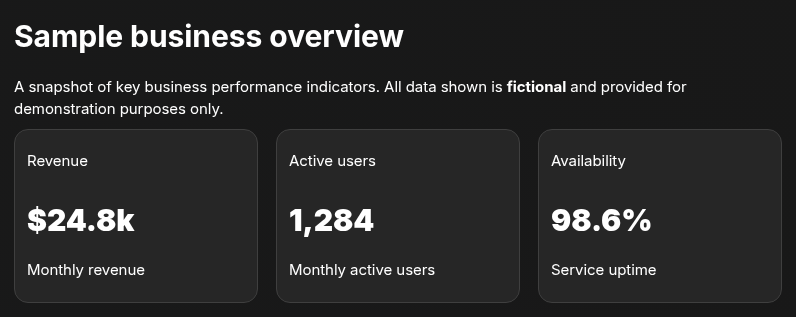 Sample business overview
A snapshot of key business performance indicators. All data shown is fictional and provided for
demonstration purposes only.
Revenue
$24.8k
Monthly revenue
Active users
1,284
Monthly active users
Availability
98.6%
Service uptime